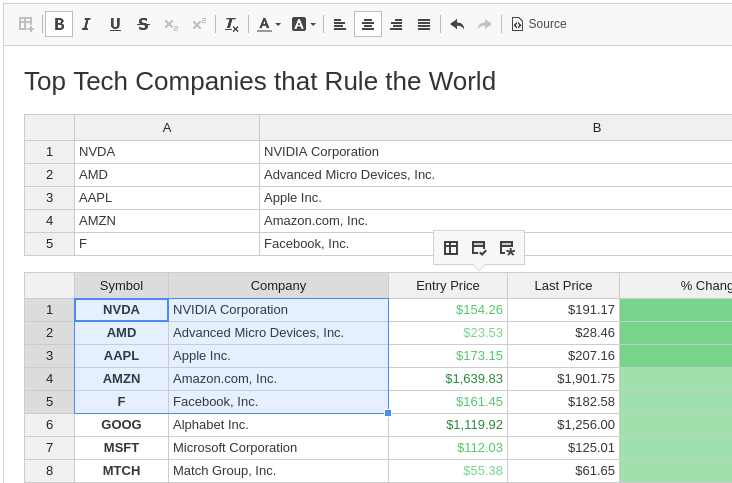 B I U S x₂ x² Tx A A Source
Top Tech Companies that Rule the World
A B
1 NVDA NVIDIA Corporation
2 AMD Advanced Micro Devices, Inc.
3 AAPL Apple Inc.
4 AMZN Amazon.com, Inc.
5 F Facebook, Inc.
Symbol Company Entry Price Last Price % Chang
1 NVDA NVIDIA Corporation $154.26 $191.17
2 AMD Advanced Micro Devices, Inc. $23.53 $28.46
3 AAPL Apple Inc. $173.15 $207.16
4 AMZN Amazon.com, Inc. $1,639.83 $1,901.75
5 F Facebook, Inc. $161.45 $182.58
6 GOOG Alphabet Inc. $1,119.92 $1,256.00
7 MSFT Microsoft Corporation $112.03 $125.01
8 MTCH Match Group, Inc. $55.38 $61.65